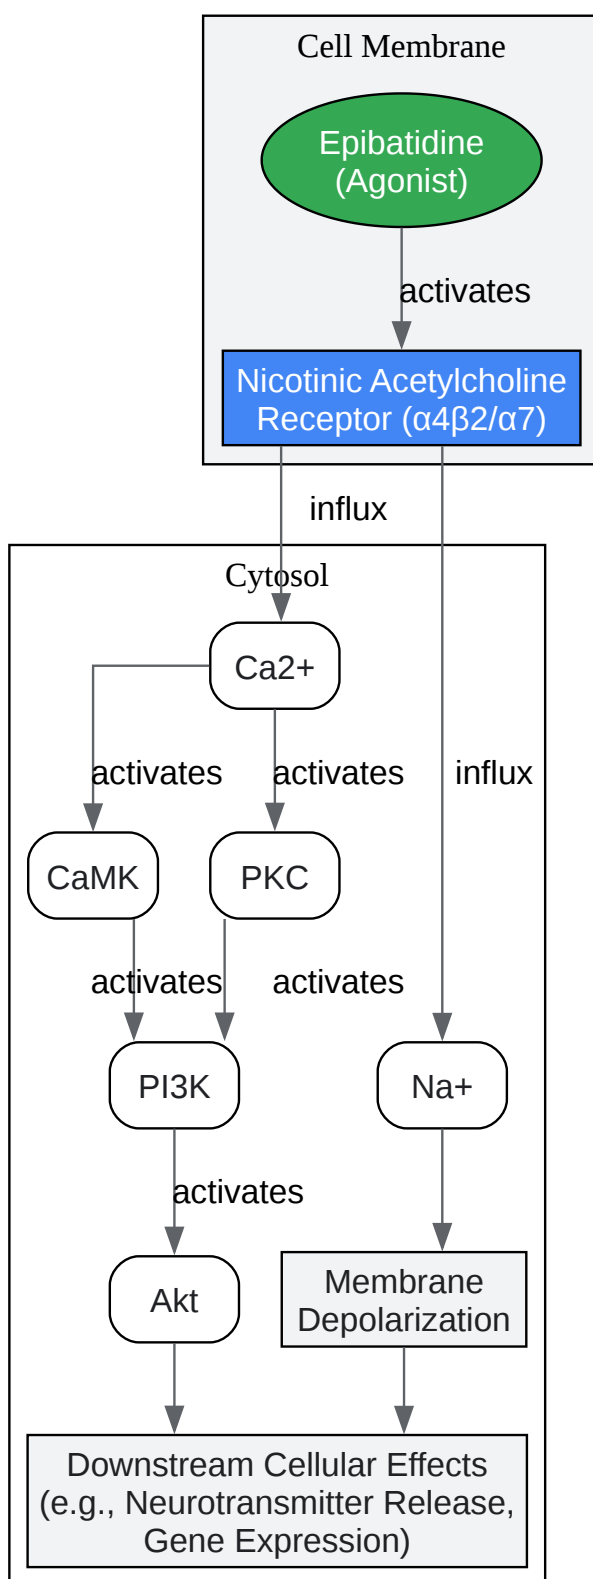 Cell Membrane
Epibatidine
(Agonist)
activates
Nicotinic Acetylcholine
Receptor (α4β2/α7)
influx
Cytosol
Ca2+
activates
activates
influx
CaMK
PKC
activates
activates
PI3K
Na+
activates
Akt
Membrane
Depolarization
Downstream Cellular Effects
(e.g., Neurotransmitter Release,
Gene Expression)